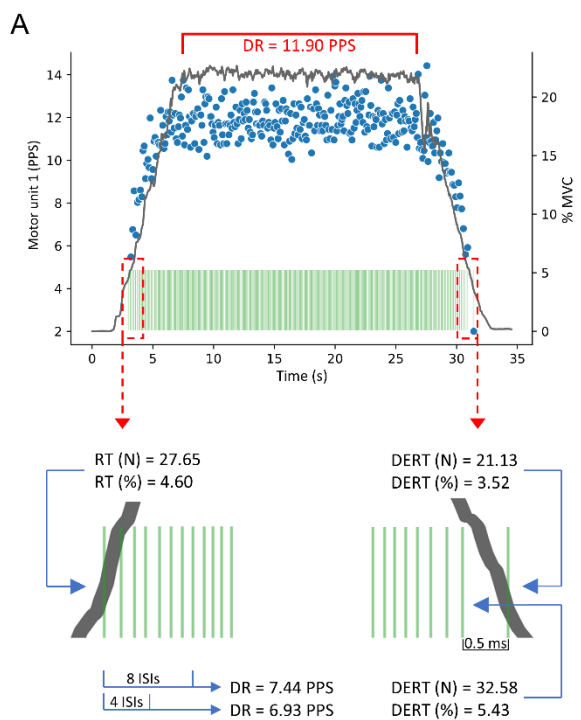 A
DR = 11.90 PPS
14
12
10
8
6
4
2
Motor unit 1 (PPS)
20
15
10
5
0
% MVC
0
5
10
15
20
25
30
35
Time (s)
RT (N) = 27.65
RT (%) = 4.60
DERT (N) = 21.13
DERT (%) = 3.52
0.5 ms
8 ISIs
DR = 7.44 PPS
4 ISIs
DR = 6.93 PPS
DERT (N) = 32.58
DERT (%) = 5.43